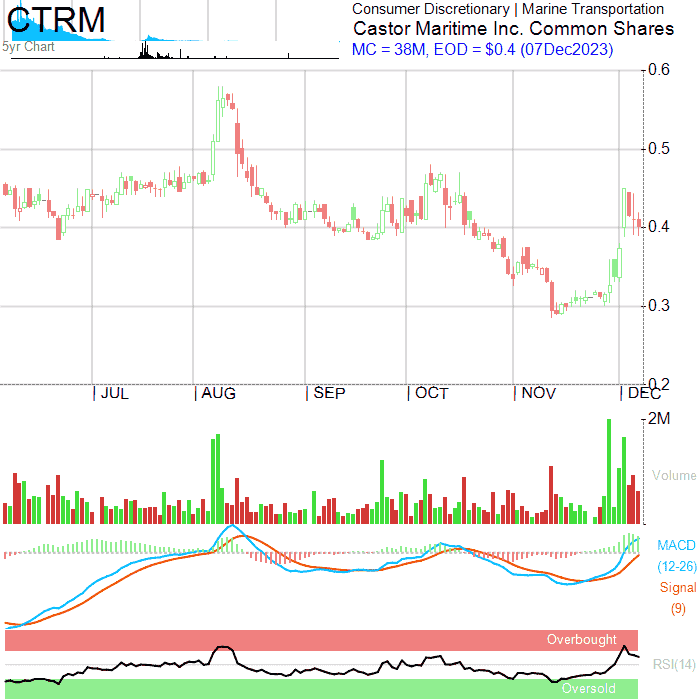 CTRM
5yr Chart
Consumer Discretionary | Marine Transportation
Castor Maritime Inc. Common Shares
MC = 38M, EOD = $0.4 (07Dec2023)
0.6
0.5
0.4
0.3
0.2
JUL AUG SEP OCT NOV DEC
2M
Volume
MACD
(12-26)
Signal
(9)
Overbought
RSI(14)
Oversold